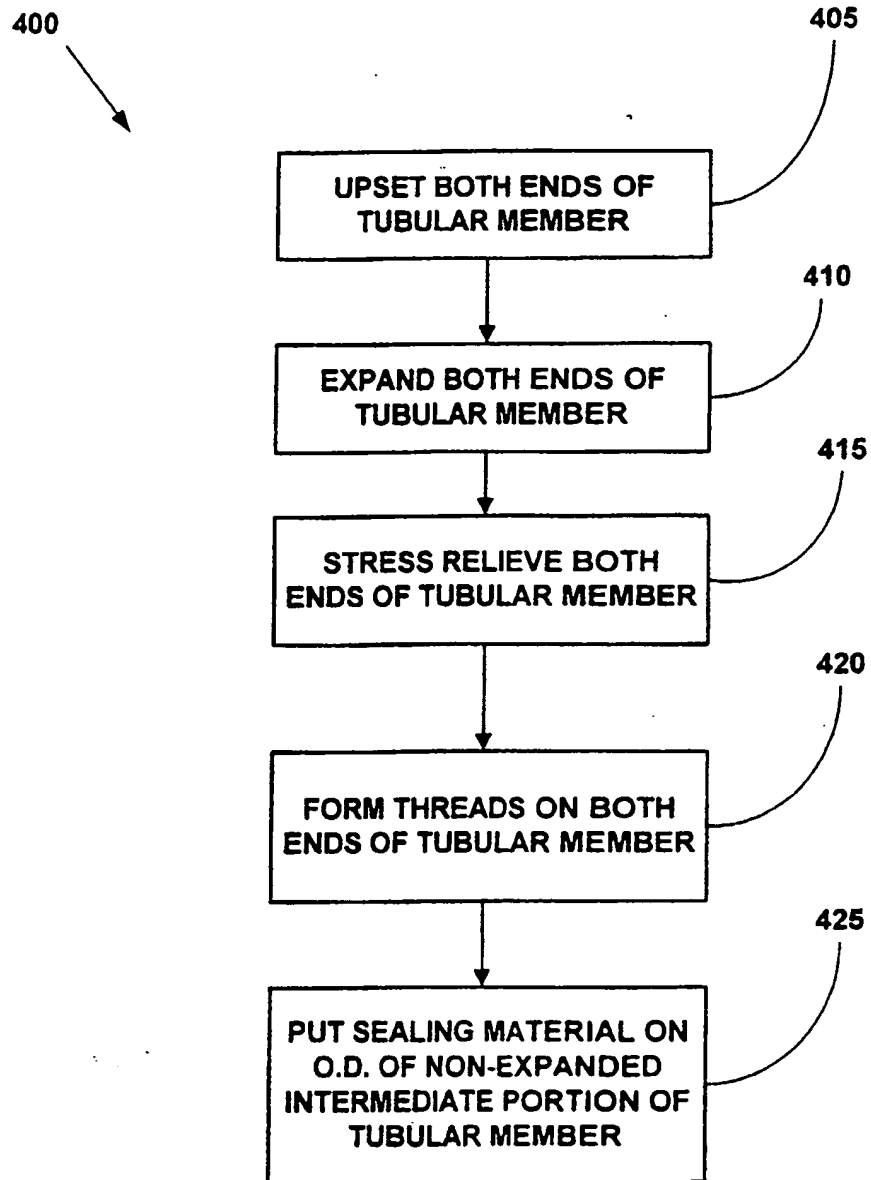 400
405
UPSET BOTH ENDS OF
TUBULAR MEMBER
410
EXPAND BOTH ENDS OF
TUBULAR MEMBER
415
STRESS RELIEVE BOTH
ENDS OF TUBULAR MEMBER
420
FORM THREADS ON BOTH
ENDS OF TUBULAR MEMBER
425
PUT SEALING MATERIAL ON
O.D. OF NON-EXPANDED
INTERMEDIATE PORTION OF
TUBULAR MEMBER